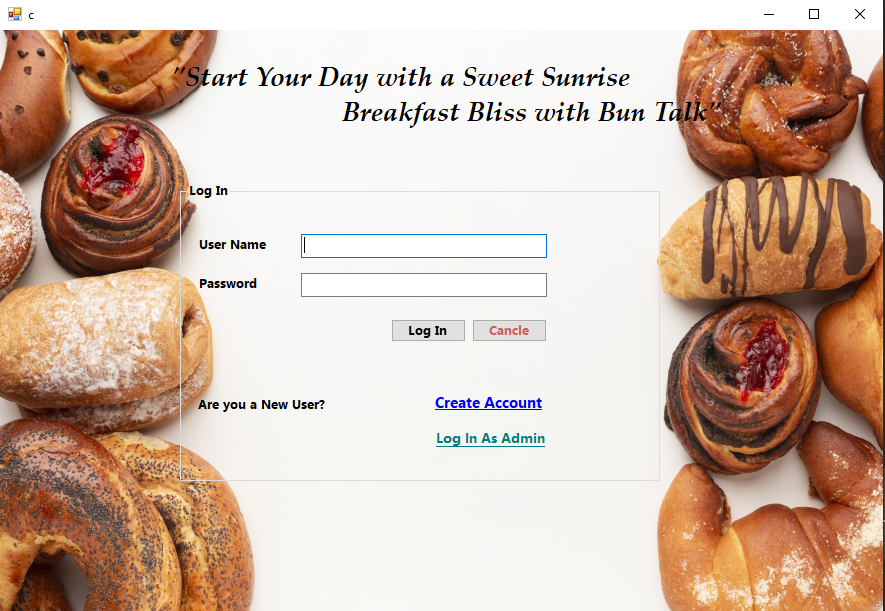 c
"Start Your Day with a Sweet Sunrise
Breakfast Bliss with Bun Talk"
Log In
User Name
Password
Log In Cancle
Are you a New User? Create Account
Log In As Admin